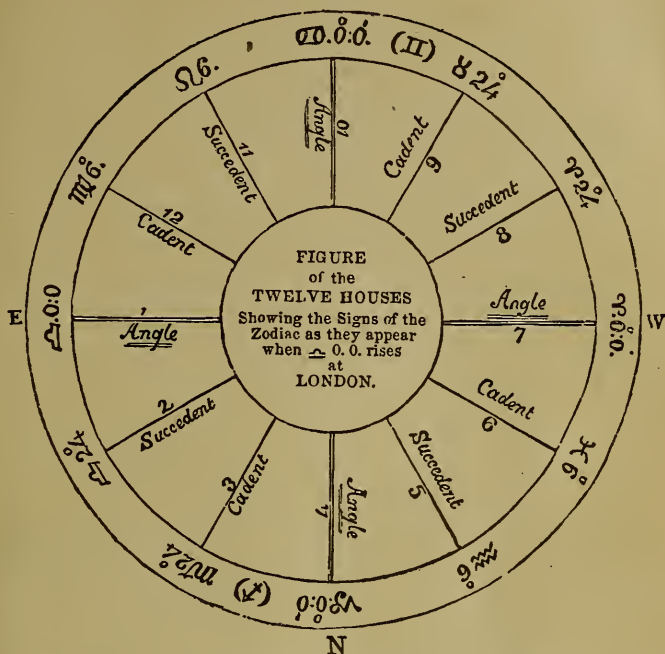 ♋.0̊.0̇. (♊) ♉24̊
♌6.
♍16̊.
♈24̊
10
Angle
Cadent
9
Succedent
8
11
Succedent
12
Cadent
FIGURE
of the
TWELVE HOUSES
Showing the Signs of the
Zodiac as they appear
when ♎ 0. 0. rises
at
LONDON.
E
♎.0:0
1
Angle
Angle
7
♈.0̊:0̇.
W
2
Succedent
3
Cadent
Angle
4
Succedent
5
Cadent
6
♎24̊
♏24̊ (♐)
♑.0̊:0̇
♒6̊
♓6̊
N